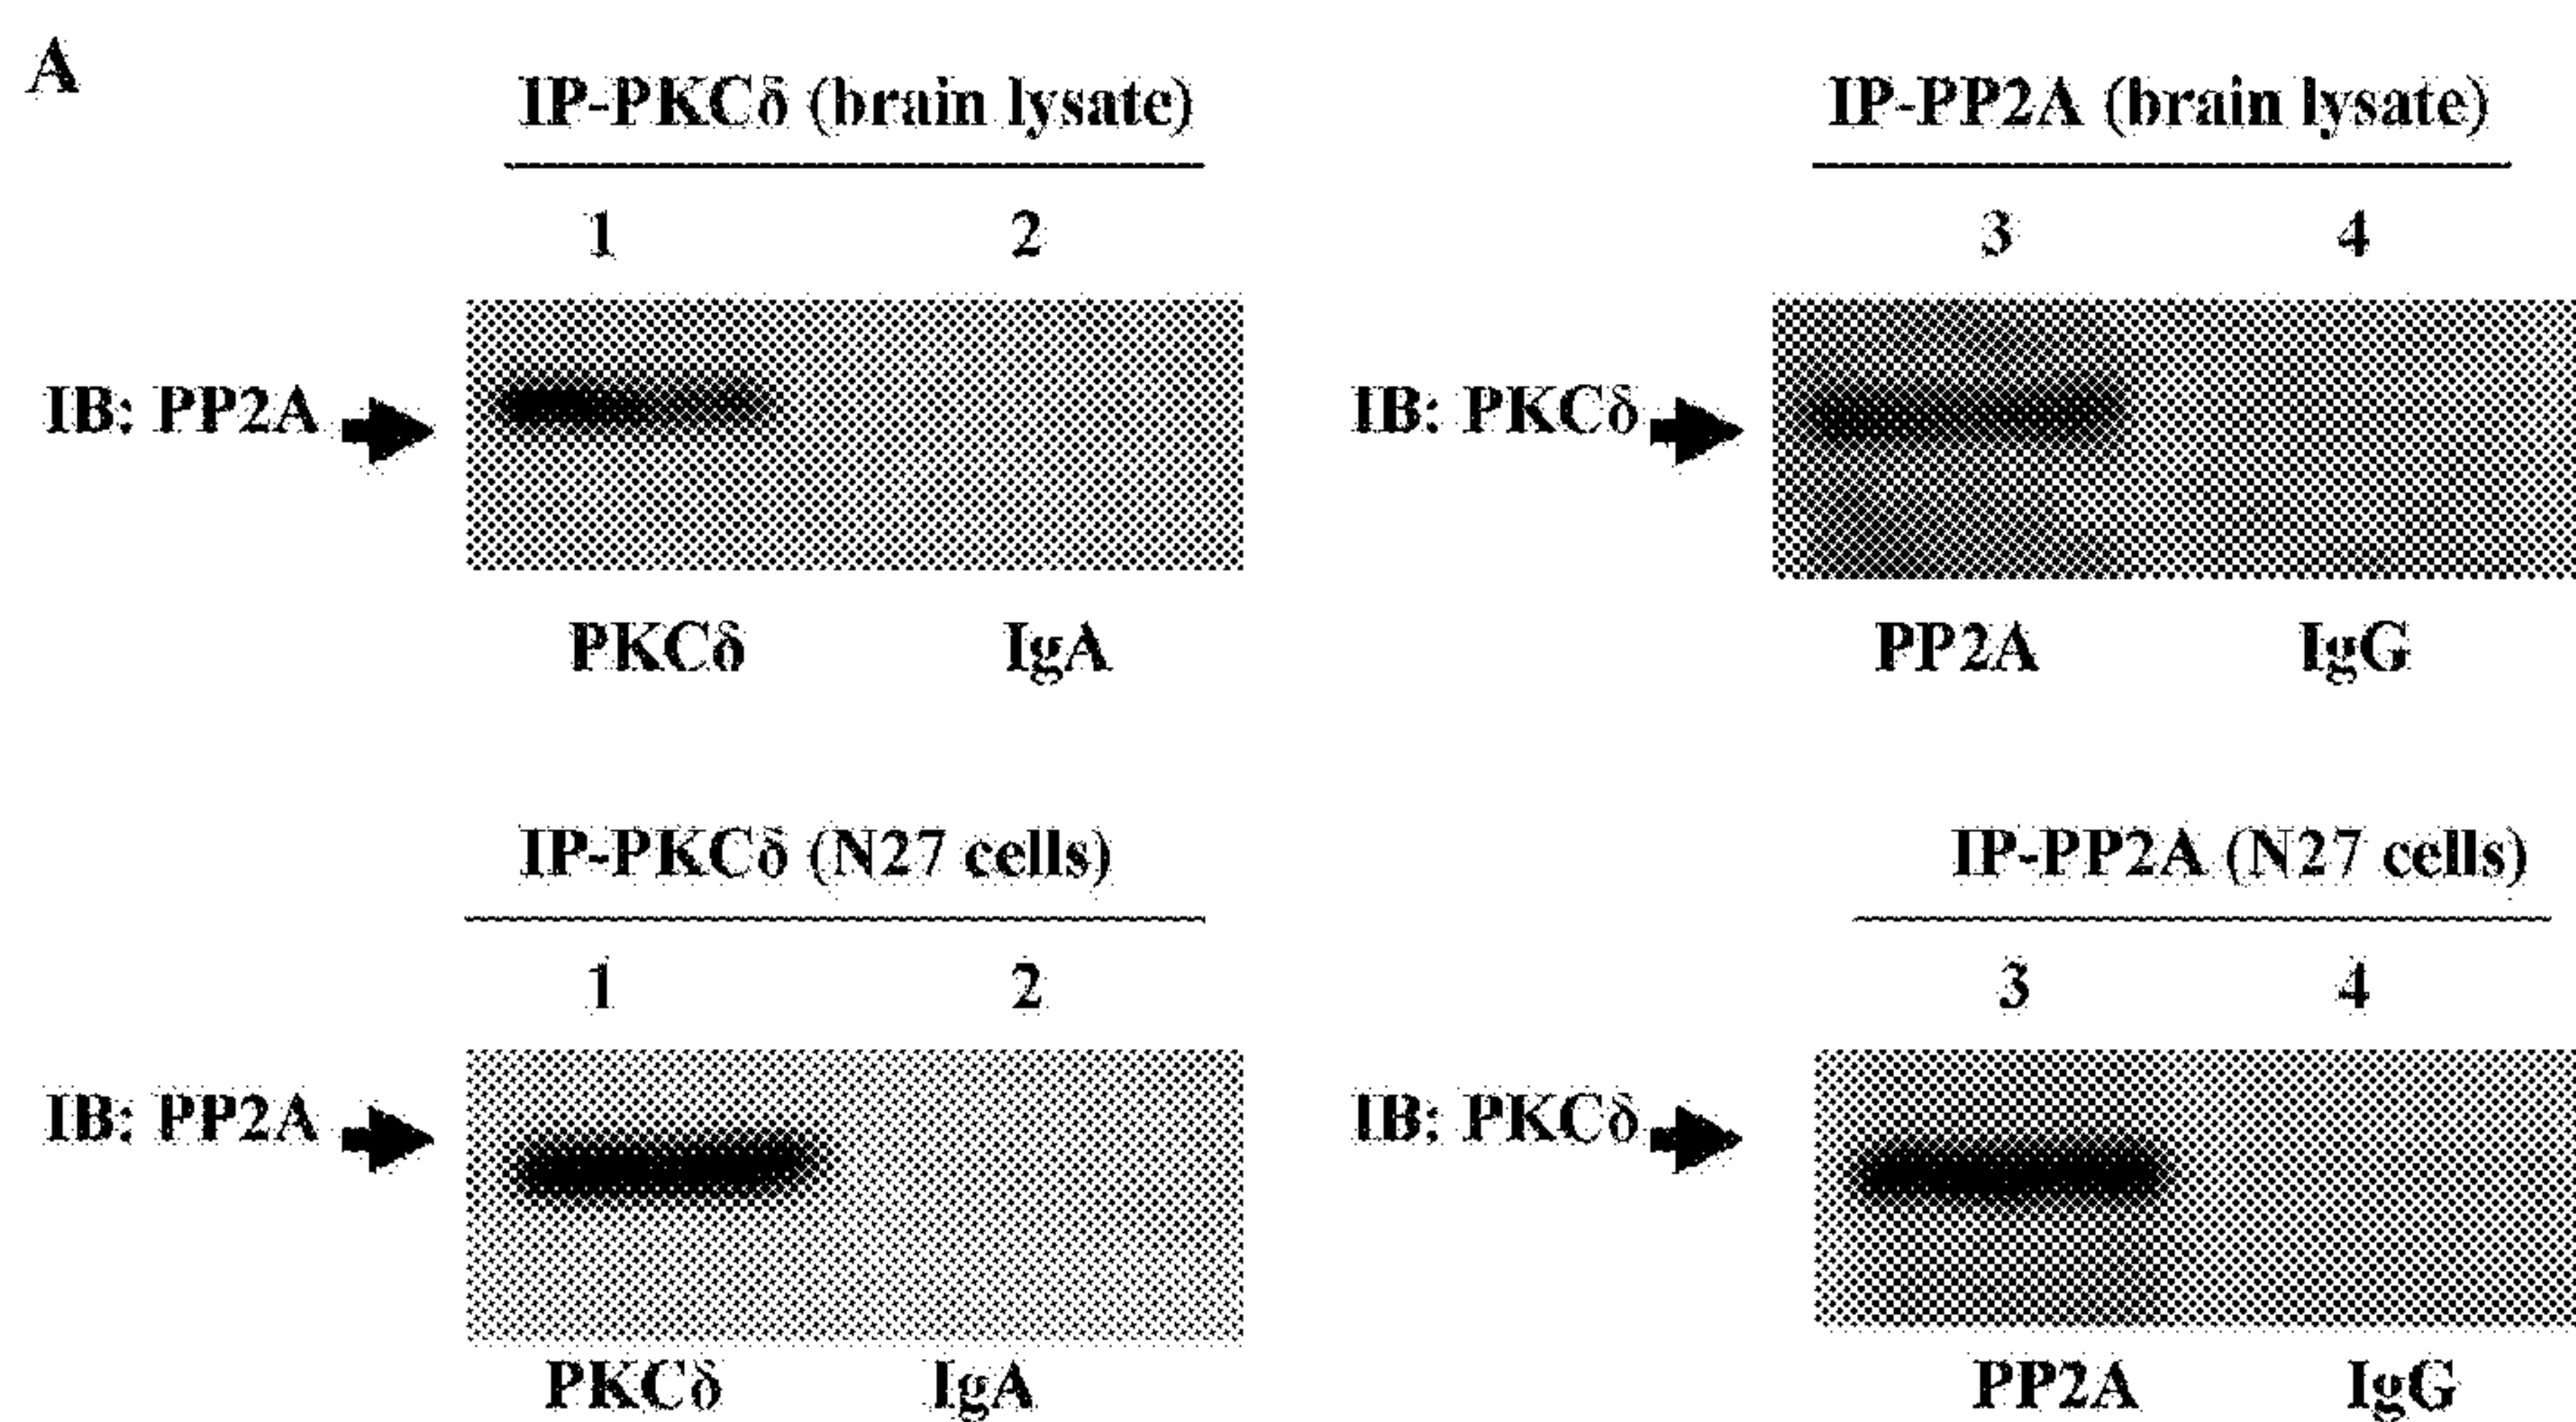 A
IP-PKCδ (brain lysate)
1 2
IB: PP2A
PKCδ IgA
IP-PP2A (brain lysate)
3 4
IB: PKCδ
PP2A IgG
IP-PKCδ (N27 cells)
1 2
IB: PP2A
PKCδ IgA
IP-PP2A (N27 cells)
3 4
IB: PKCδ
PP2A IgG